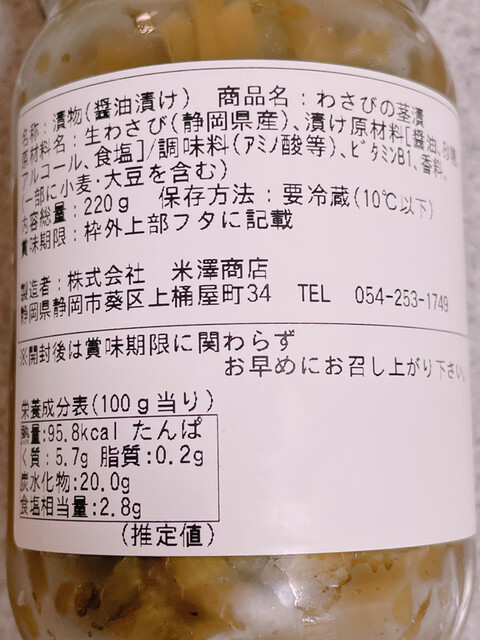 名称：漬物（醤油漬け）　商品名：わさびの茎漬
原材料名：生わさび（静岡県産）、漬け原材料［醤油、砂糖、
アルコール、食塩］/調味料（アミノ酸等）、ビタミンB1、香料、
（一部に小麦・大豆を含む）
内容総量：220g　保存方法：要冷蔵（10℃以下）
賞味期限：枠外上部フタに記載
製造者：株式会社　米澤商店
静岡県静岡市葵区上桶屋町34　TEL　054-253-1749
※開封後は賞味期限に関わらず
お早めにお召し上がり下さい。
栄養成分表（100g当り）
熱量:95.8kcal たんぱ
く質：5.7g 脂質:0.2g
炭水化物:20.0g
食塩相当量:2.8g
（推定値）